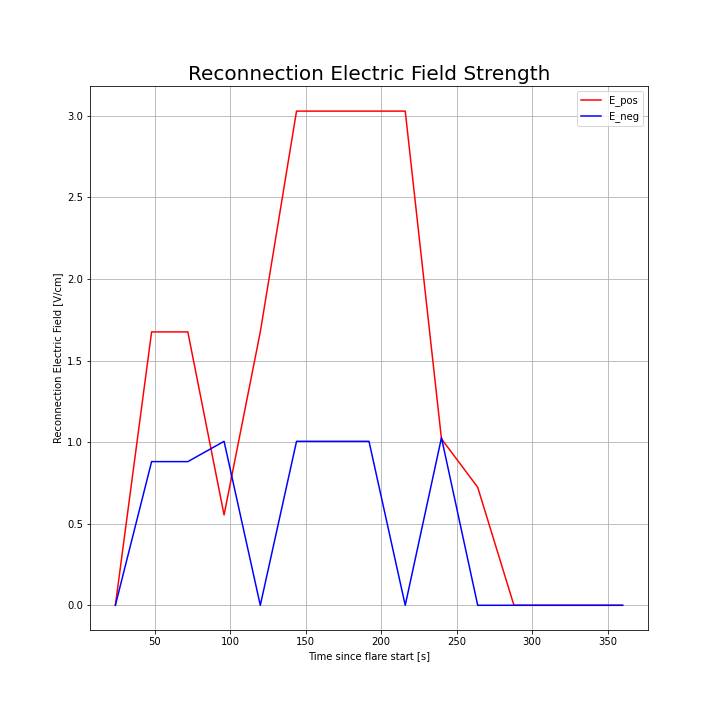 Reconnection Electric Field Strength
E_pos
E_neg
3.0
2.5
2.0
1.5
1.0
0.5
0.0
Reconnection Electric Field [V/cm]
50 100 150 200 250 300 350
Time since flare start [s]